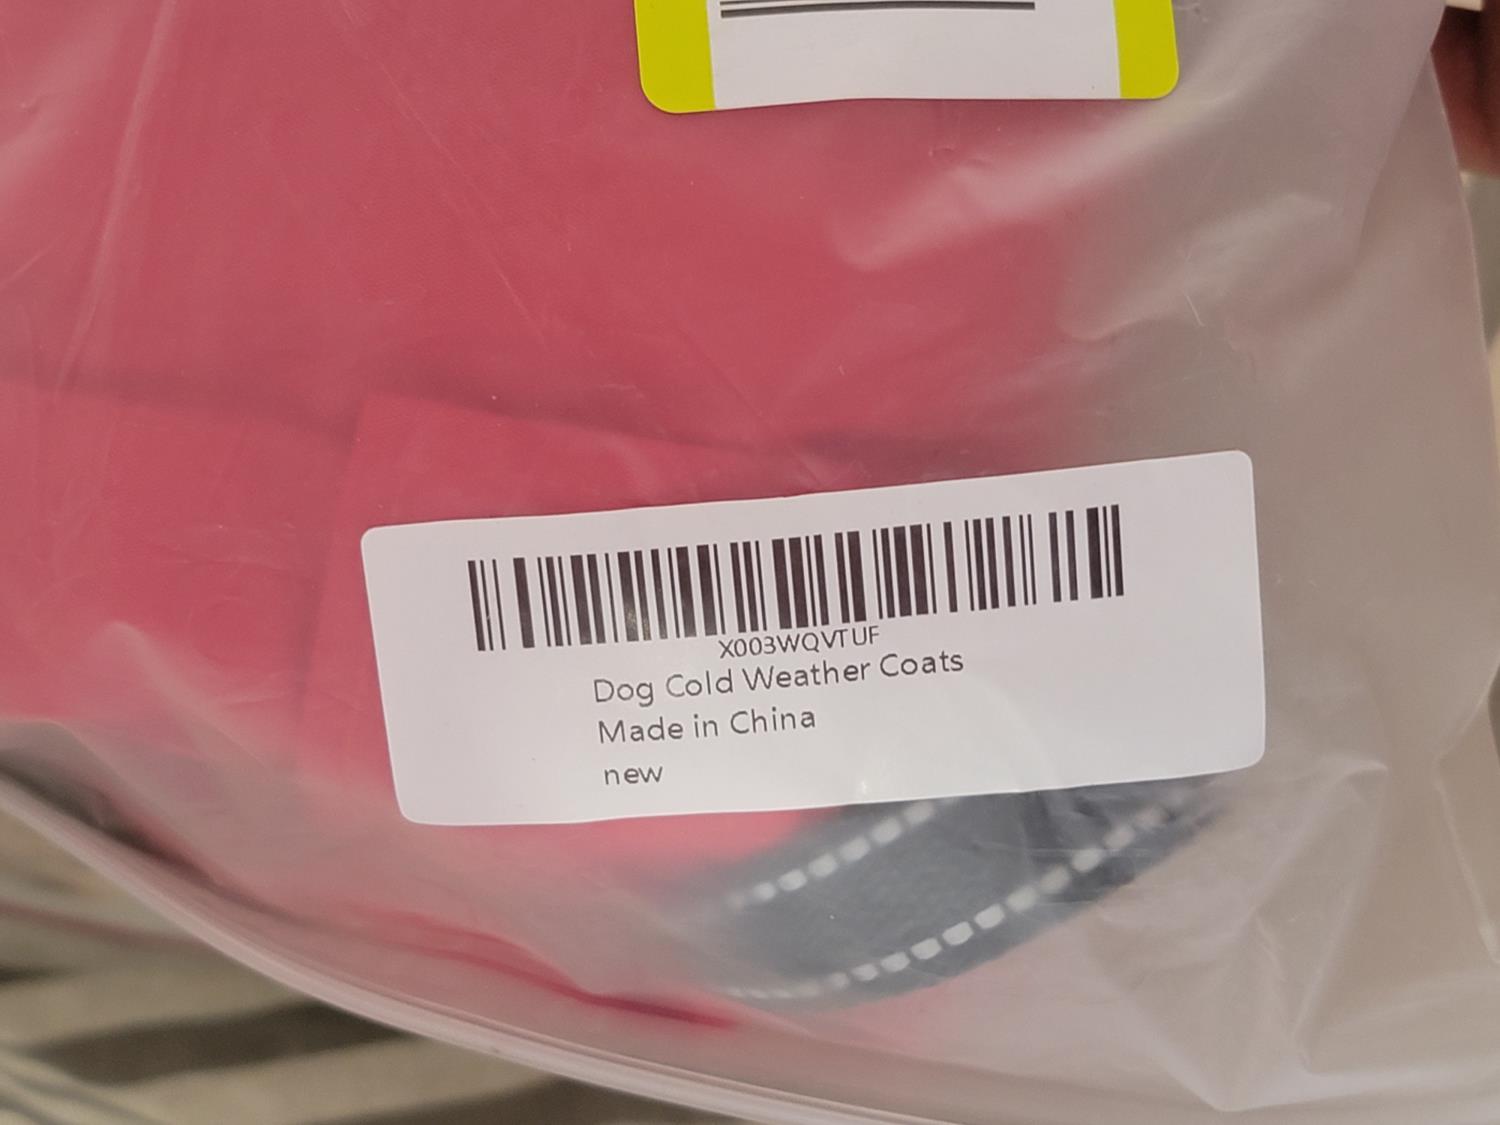 X003WQVTUF
Dog Cold Weather Coats
Made in China
new